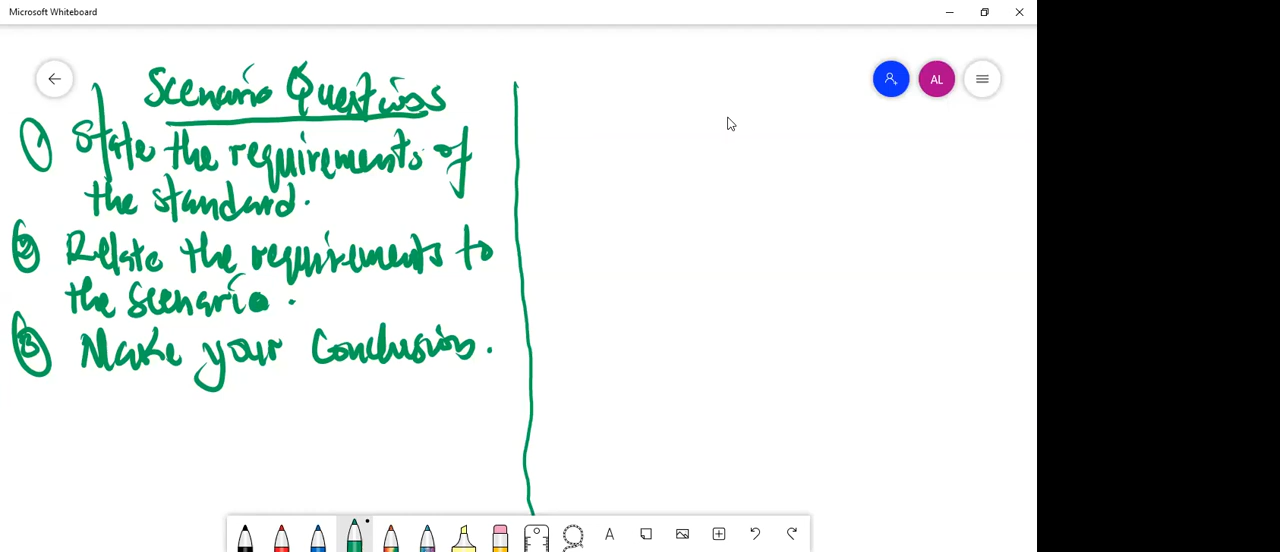 Microsoft Whiteboard
AL
Scenario Questions
1 State the requirements of
the standard.
2 Relate the requirements to
the Scenario.
3 Make your Conclusion.
A